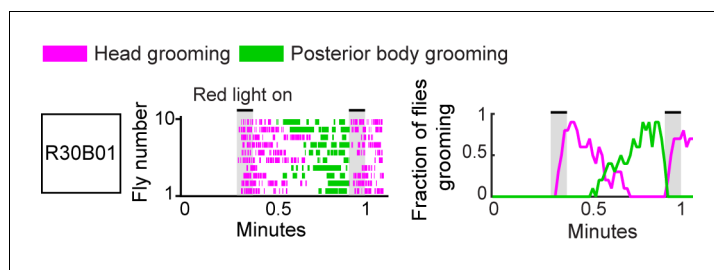 Head grooming Posterior body grooming
Red light on
R30B01
Fly number
10
1
0 0.5 1
Minutes
Fraction of flies
grooming
1
0.5
0
0 0.5 1
Minutes